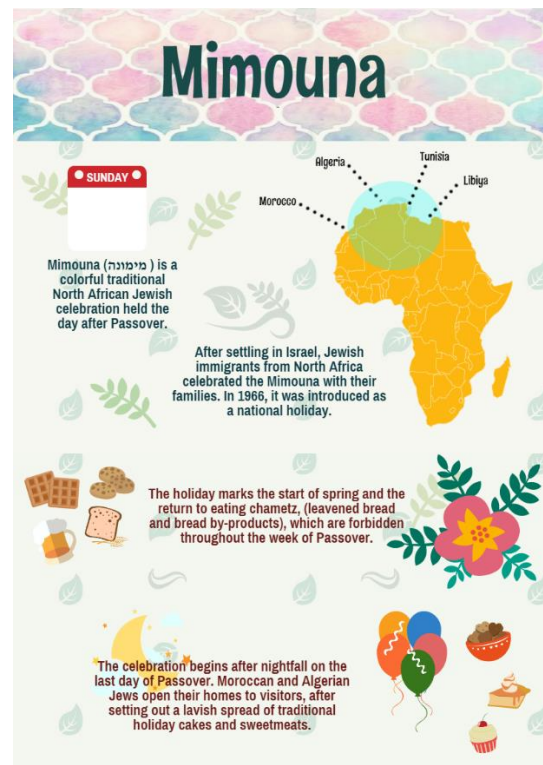 Mimouna
SUNDAY
Mimouna (מימונה ) is a
colorful traditional
North African Jewish
celebration held the
day after Passover.
Algeria
Tunisia
Libiya
Morocco
After settling in Israel, Jewish
immigrants from North Africa
celebrated the Mimouna with their
families. In 1966, it was introduced as
a national holiday.
The holiday marks the start of spring and the
return to eating chametz, (leavened bread
and bread by-products), which are forbidden
throughout the week of Passover.
The celebration begins after nightfall on the
last day of Passover. Moroccan and Algerian
Jews open their homes to visitors, after
setting out a lavish spread of traditional
holiday cakes and sweetmeats.